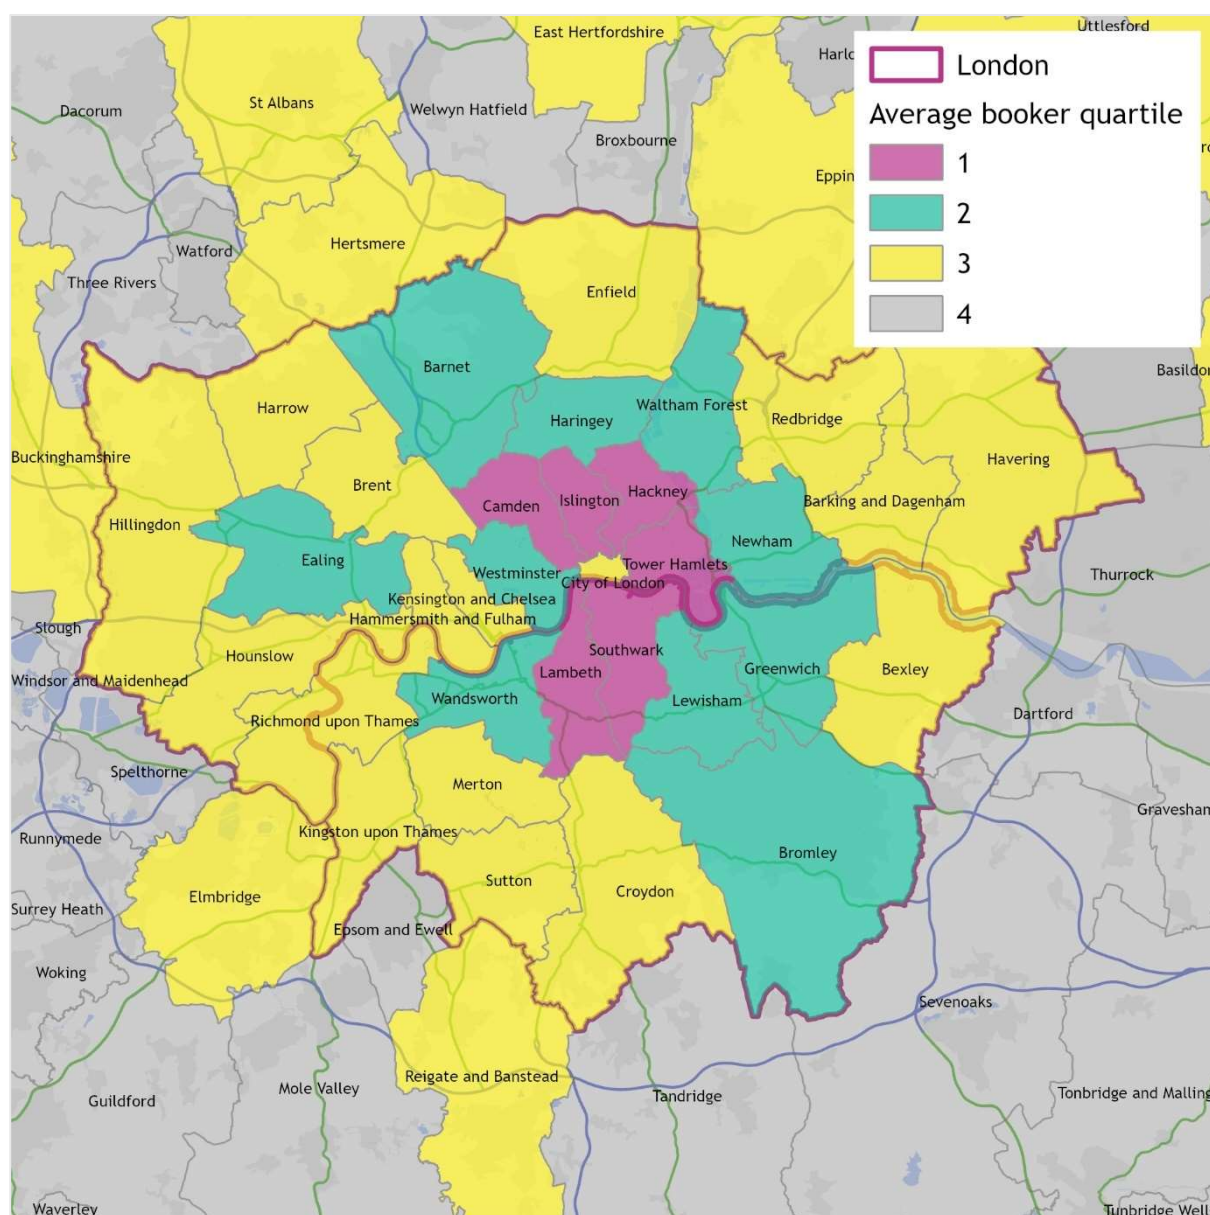 Uttlesford
East Hertfordshire
Harlo
London
St Albans
Dacorum
Welwyn Hatfield
Average booker quartile
Broxbourne
1
Eppin
2
Hertsmere
Watford
3
Three Rivers
Enfield
4
Barnet
Basildon
Harrow
Waltham Forest
Haringey
Redbridge
Buckinghamshire
Havering
Brent
Hackney
Islington
Barking and Dagenham
Camden
Hillingdon
Newham
Ealing
Tower Hamlets
Westminster
Thurrock
City of London
Kensington and Chelsea
Hammersmith and Fulham
Slough
Southwark
Hounslow
Greenwich
Bexley
Lambeth
Windsor and Maidenhead
Wandsworth
Lewisham
Dartford
Richmond upon Thames
Spelthorne
Merton
Gravesham
Kingston upon Thames
Runnymede
Bromley
Sutton
Croydon
Elmbridge
Surrey Heath
Epsom and Ewell
Woking
Sevenoaks
Reigate and Banstead
Mole Valley
Tandridge
Tonbridge and Malling
Guildford
Waverley
Tunbridge Well